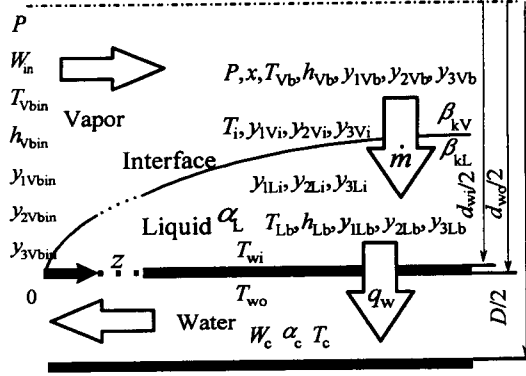 P
W_in
T_Vbin
h_Vbin
y_1Vbin
y_2Vbin
y_3Vbin
0
Vapor
P, x, T_Vb, h_Vb, y_1Vb, y_2Vb, y_3Vb
T_i, y_1Vi, y_2Vi, y_3Vi
β_kV
β_kL
ṁ
Interface
y_1Li, y_2Li, y_3Li
Liquid α_L
T_Lb, h_Lb, y_1Lb, y_2Lb, y_3Lb
z
T_wi
T_wo
q_w
Water
W_c α_c T_c
d_wi/2
d_wo/2
D/2